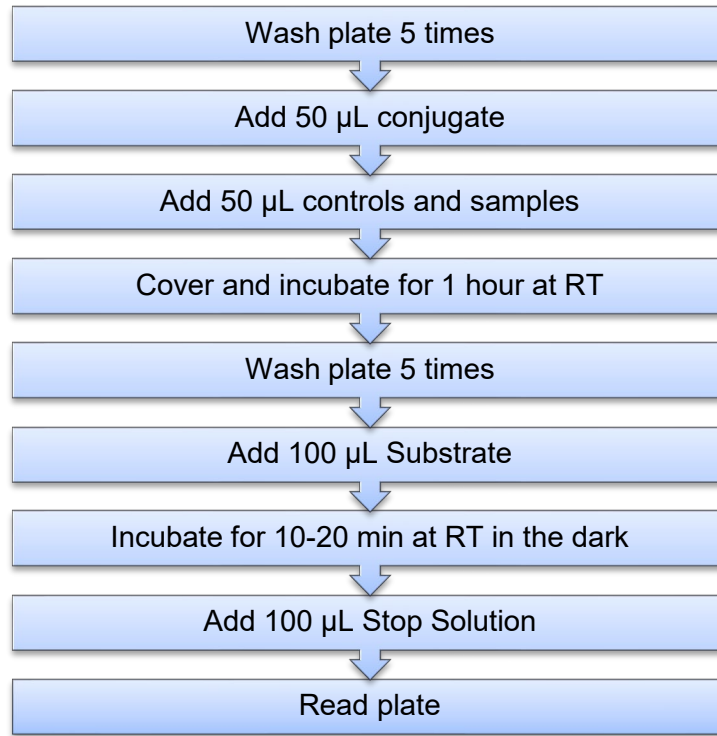 Wash plate 5 times
Add 50 µL conjugate
Add 50 µL controls and samples
Cover and incubate for 1 hour at RT
Wash plate 5 times
Add 100 µL Substrate
Incubate for 10-20 min at RT in the dark
Add 100 µL Stop Solution
Read plate